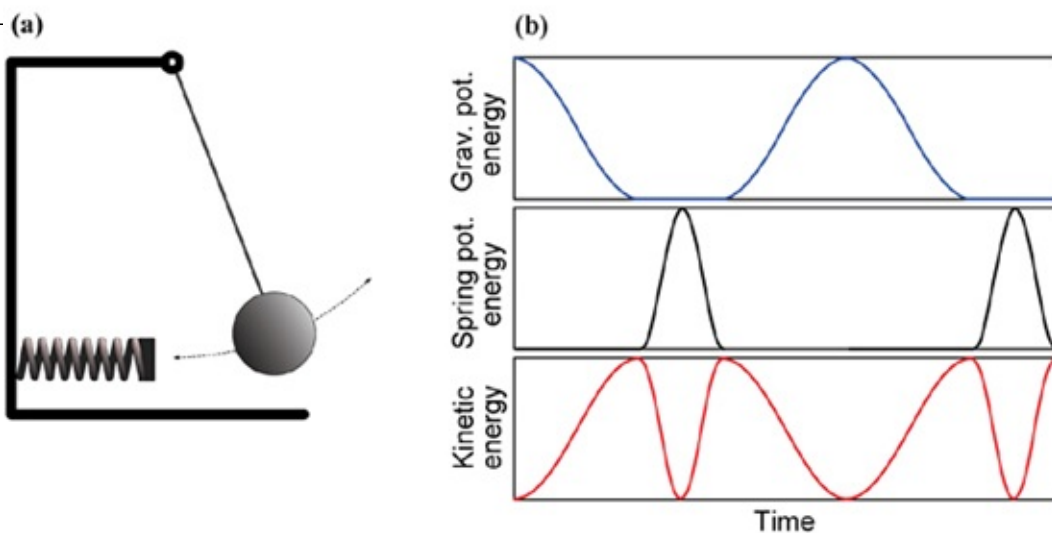 (a)
(b)
Grav. pot.
energy
Spring pot.
energy
Kinetic
energy
Time